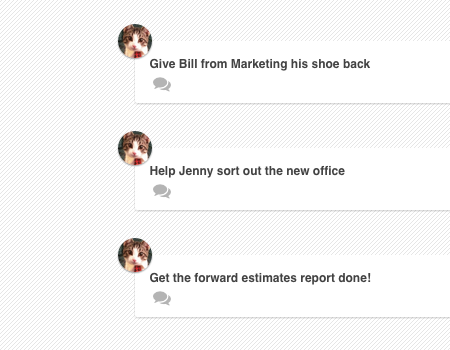 Give Bill from Marketing his shoe back
Help Jenny sort out the new office
Get the forward estimates report done!